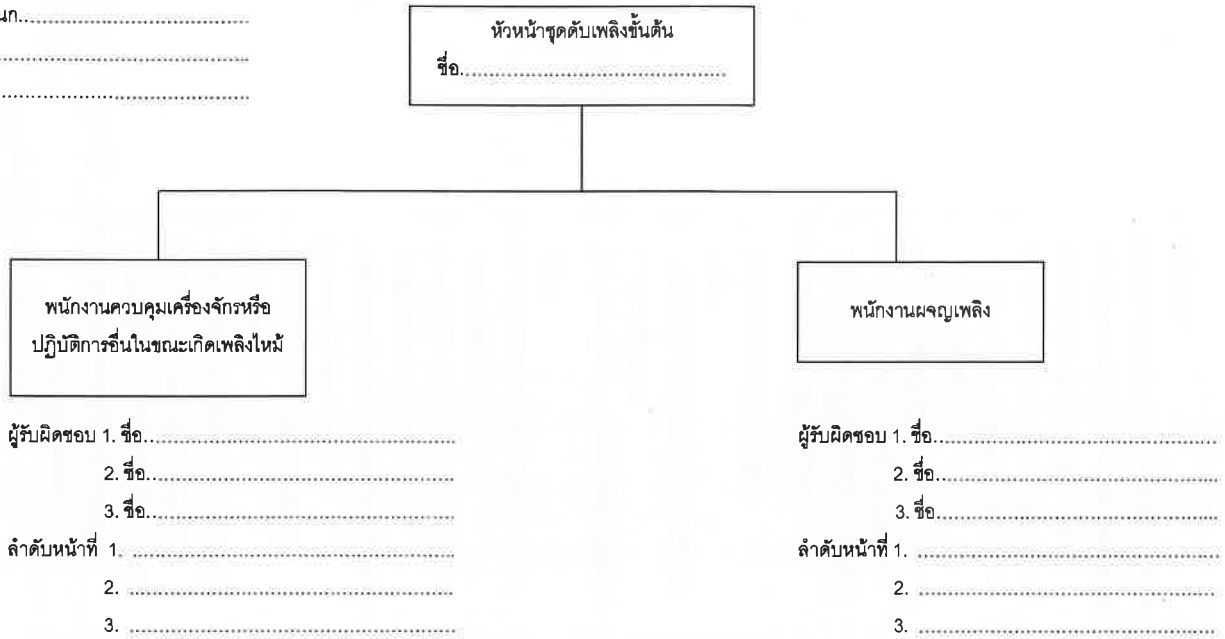 นก..............................
หัวหน้าชุดดับเพลิงขั้นต้น
ชื่อ..............................
พนักงานควบคุมเครื่องจักรหรือ
ปฏิบัติการอื่นในขณะเกิดเพลิงไหม้
พนักงานผจญเพลิง
ผู้รับผิดชอบ 1. ชื่อ..............................
2. ชื่อ..............................
3. ชื่อ..............................
ลำดับหน้าที่ 1. ..............................
2. ..............................
3. ..............................
ผู้รับผิดชอบ 1. ชื่อ..............................
2. ชื่อ..............................
3. ชื่อ..............................
ลำดับหน้าที่ 1. ..............................
2. ..............................
3. ..............................